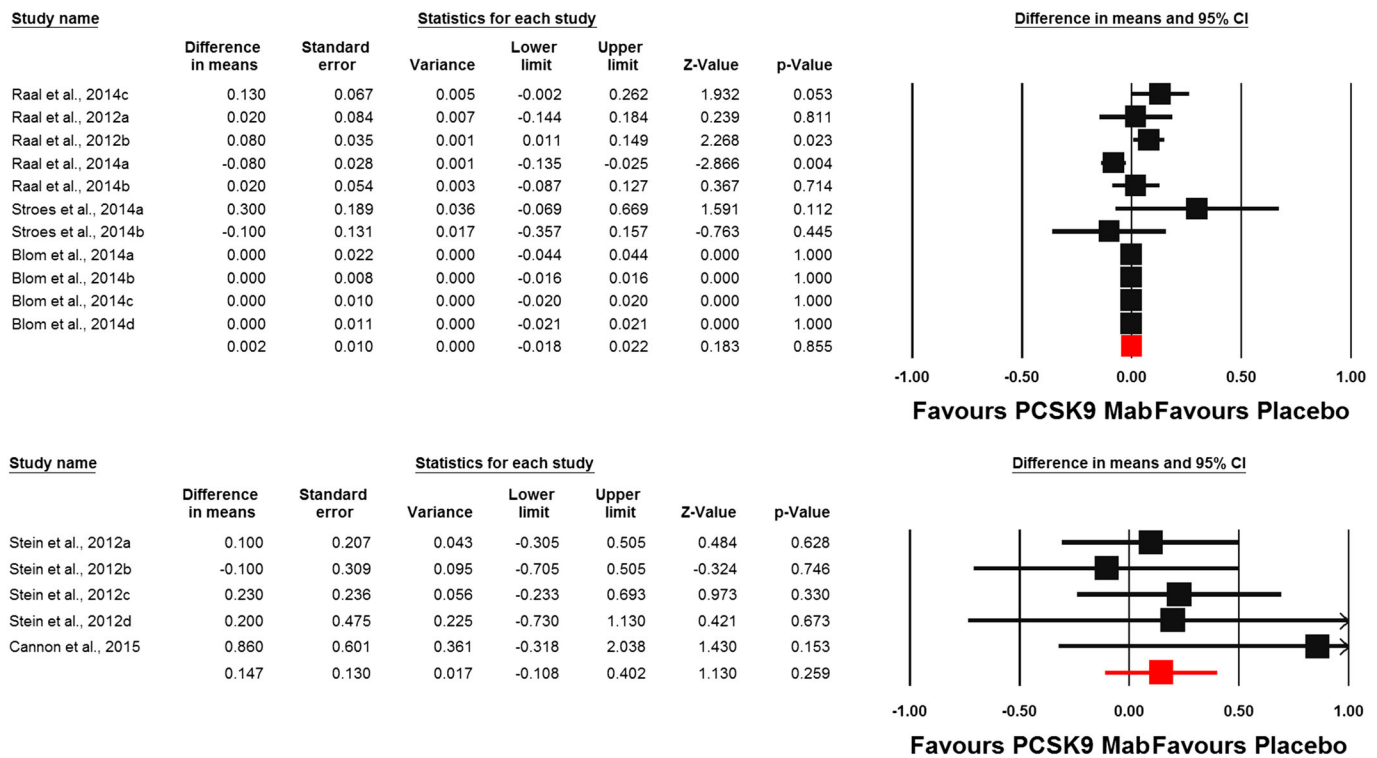 Study name Statistics for each study Difference in means and 95% CI
Difference in means Standard error Variance Lower limit Upper limit Z-Value p-Value
Raal et al., 2014c 0.130 0.067 0.005 -0.002 0.262 1.932 0.053
Raal et al., 2012a 0.020 0.084 0.007 -0.144 0.184 0.239 0.811
Raal et al., 2012b 0.080 0.035 0.001 0.011 0.149 2.268 0.023
Raal et al., 2014a -0.080 0.028 0.001 -0.135 -0.025 -2.866 0.004
Raal et al., 2014b 0.020 0.054 0.003 -0.087 0.127 0.367 0.714
Stroes et al., 2014a 0.300 0.189 0.036 -0.069 0.669 1.591 0.112
Stroes et al., 2014b -0.100 0.131 0.017 -0.357 0.157 -0.763 0.445
Blom et al., 2014a 0.000 0.022 0.000 -0.044 0.044 0.000 1.000
Blom et al., 2014b 0.000 0.008 0.000 -0.016 0.016 0.000 1.000
Blom et al., 2014c 0.000 0.010 0.000 -0.020 0.020 0.000 1.000
Blom et al., 2014d 0.000 0.011 0.000 -0.021 0.021 0.000 1.000
0.002 0.010 0.000 -0.018 0.022 0.183 0.855
-1.00 -0.50 0.00 0.50 1.00
Favours PCSK9 Mab Favours Placebo
Study name Statistics for each study Difference in means and 95% CI
Difference in means Standard error Variance Lower limit Upper limit Z-Value p-Value
Stein et al., 2012a 0.100 0.207 0.043 -0.305 0.505 0.484 0.628
Stein et al., 2012b -0.100 0.309 0.095 -0.705 0.505 -0.324 0.746
Stein et al., 2012c 0.230 0.236 0.056 -0.233 0.693 0.973 0.330
Stein et al., 2012d 0.200 0.475 0.225 -0.730 1.130 0.421 0.673
Cannon et al., 2015 0.860 0.601 0.361 -0.318 2.038 1.430 0.153
0.147 0.130 0.017 -0.108 0.402 1.130 0.259
-1.00 -0.50 0.00 0.50 1.00
Favours PCSK9 Mab Favours Placebo